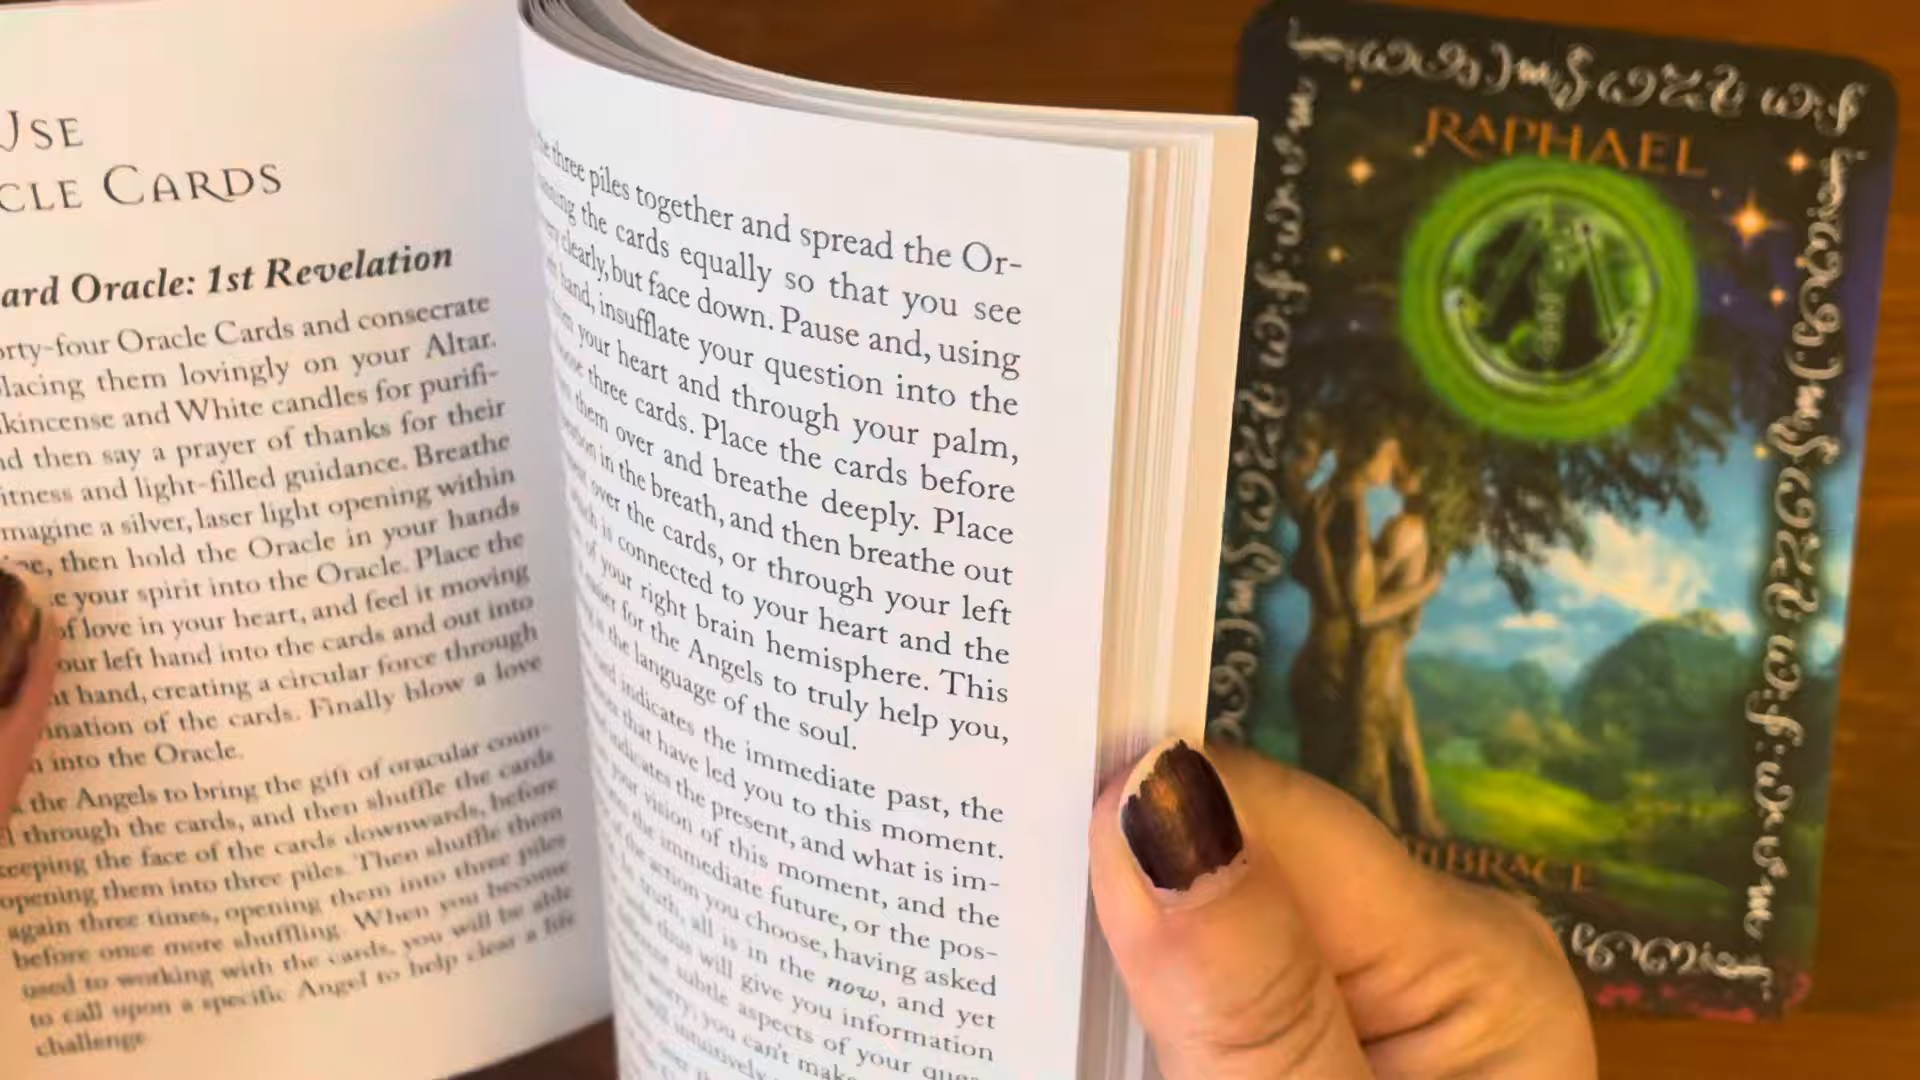 USE
CLE CARDS
ard Oracle: 1st Revelation
orty-four Oracle Cards and consecrate
lacing them lovingly on your Altar.
kincense and White candles for purifi-
nd then say a prayer of thanks for their
itness and light-filled guidance. Breathe
magine a silver, laser light opening within
then hold the Oracle in your hands
your spirit into the Oracle. Place the
of love in your heart, and feel it moving
our left hand into the cards and out into
hand, creating a circular force through
ination of the cards. Finally blow a love
into the Oracle.
the Angels to bring the gift of oracular coun-
through the cards, and then shuffle the cards
keeping the face of the cards downwards, before
opening them into three piles. Then shuffle them
again three times, opening them into three piles
before once more shuffling. When you become
used to working with the cards, you will be able
to call upon a specific Angel to help clear a life
challenge
the three piles together and spread the Or-
the cards equally so that you see
clearly, but face down. Pause and, using
hand, insufflate your question into the
your heart and through your palm,
three cards. Place the cards before
them over and breathe deeply. Place
in the breath, and then breathe out
over the cards, or through your left
is connected to your heart and the
of your right brain hemisphere. This
for the Angels to truly help you,
is the language of the soul.
indicates the immediate past, the
that have led you to this moment.
indicates the present, and what is im-
your vision of this moment, and the
the immediate future, or the pos-
of the action you choose, having asked
truth, all is in the now, and yet
thus will give you information
subtle aspects of your ques-
you can't make
intuitively
RAPHAEL
BRACE